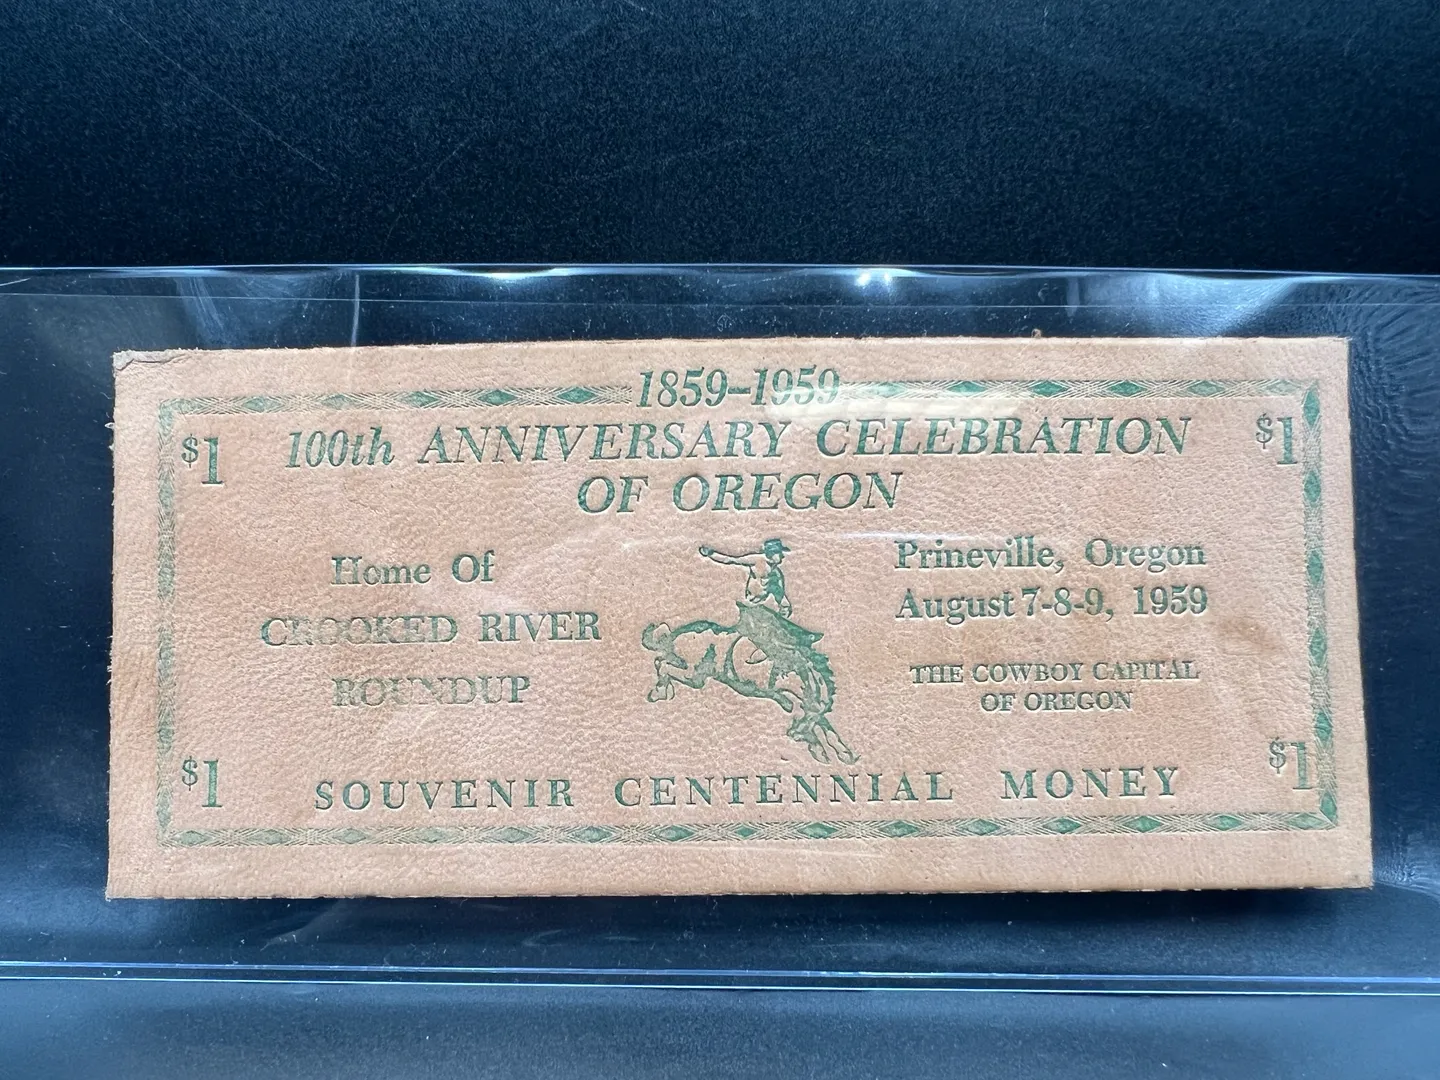 1859–1959
$1 100th ANNIVERSARY CELEBRATION $1
OF OREGON
Home Of
CROOKED RIVER
ROUNDUP
Prineville, Oregon
August 7-8-9, 1959
THE COWBOY CAPITAL
OF OREGON
$1 SOUVENIR CENTENNIAL MONEY $1